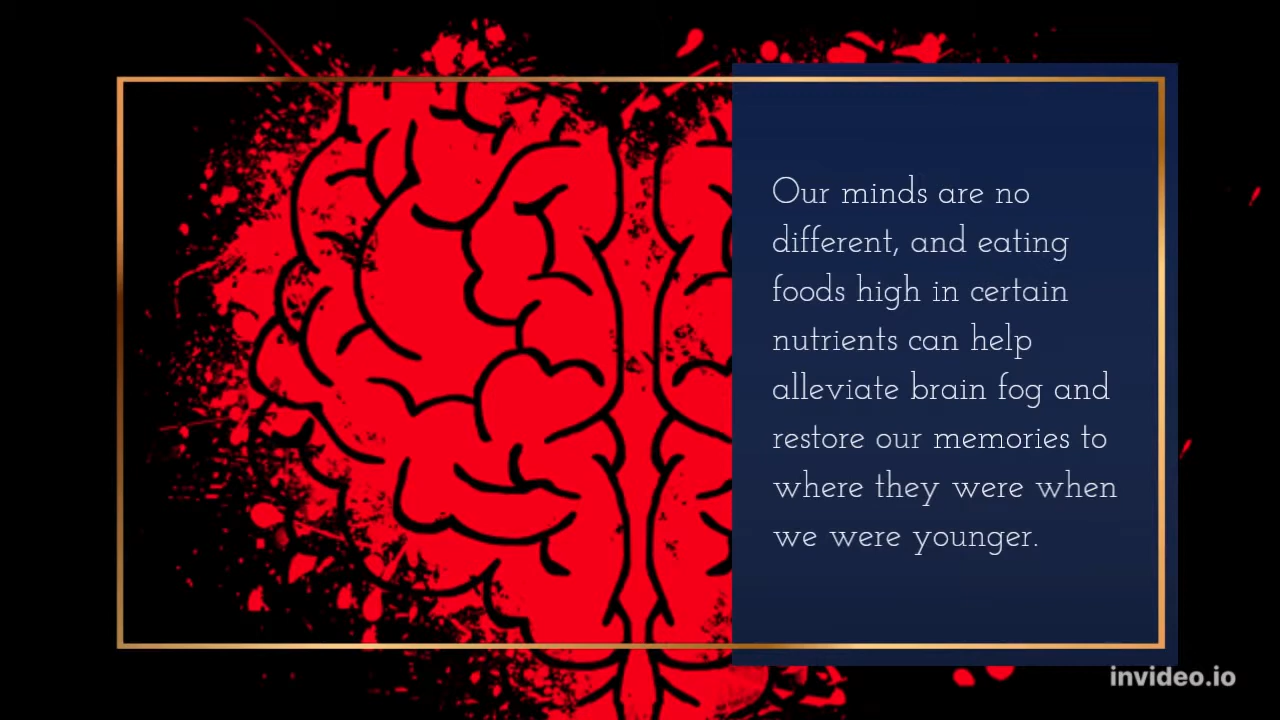 Our minds are no
different, and eating
foods high in certain
nutrients can help
alleviate brain fog and
restore our memories to
where they were when
we were younger.
invideo.io